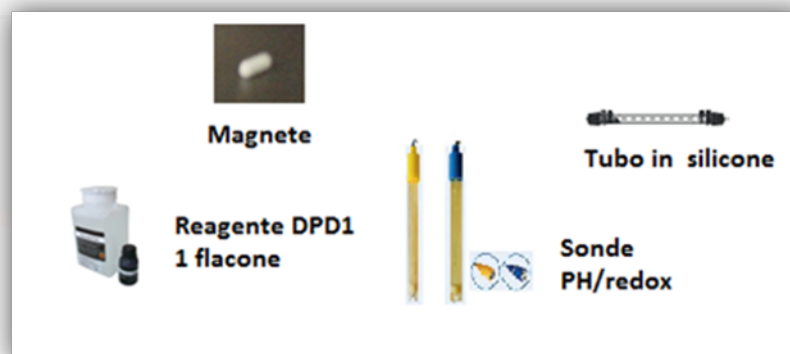 Magnete
Tubo in  silicone
Reagente DPD1
1 flacone
Sonde
PH/redox